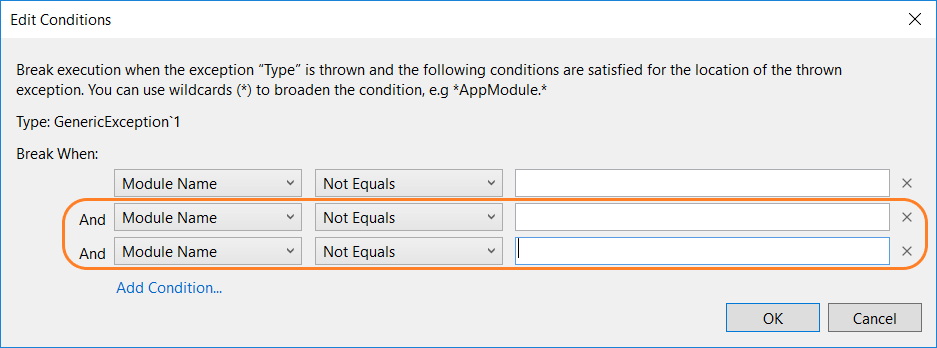 Edit Conditions
Break execution when the exception “Type” is thrown and the following conditions are satisfied for the location of the thrown
exception. You can use wildcards (*) to broaden the condition, e.g *AppModule.*
Type: GenericException`1
Break When:
Module Name Not Equals
And Module Name Not Equals
And Module Name Not Equals
Add Condition...
OK Cancel